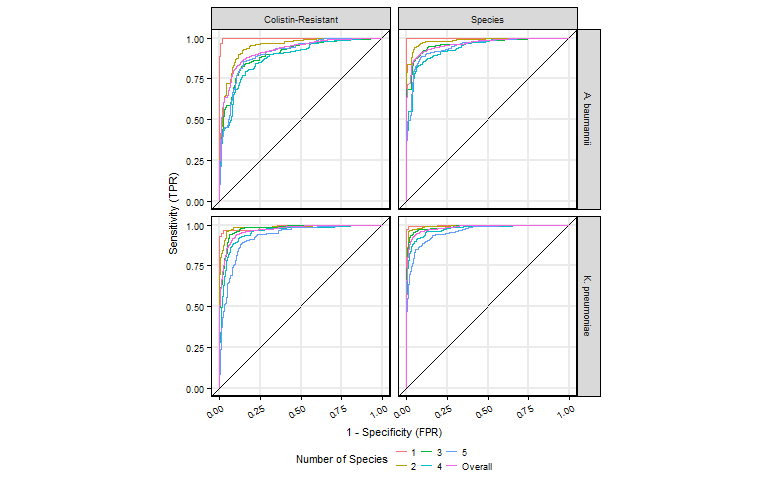 Colistin-Resistant
Species
1.00
0.75
0.50
0.25
0.00
A. baumannii
1.00
0.75
0.50
0.25
0.00
K. pneumoniae
Sensitivity (TPR)
0.00 0.25 0.50 0.75 1.00
0.00 0.25 0.50 0.75 1.00
1 - Specificity (FPR)
Number of Species
1 3 5
2 4 Overall